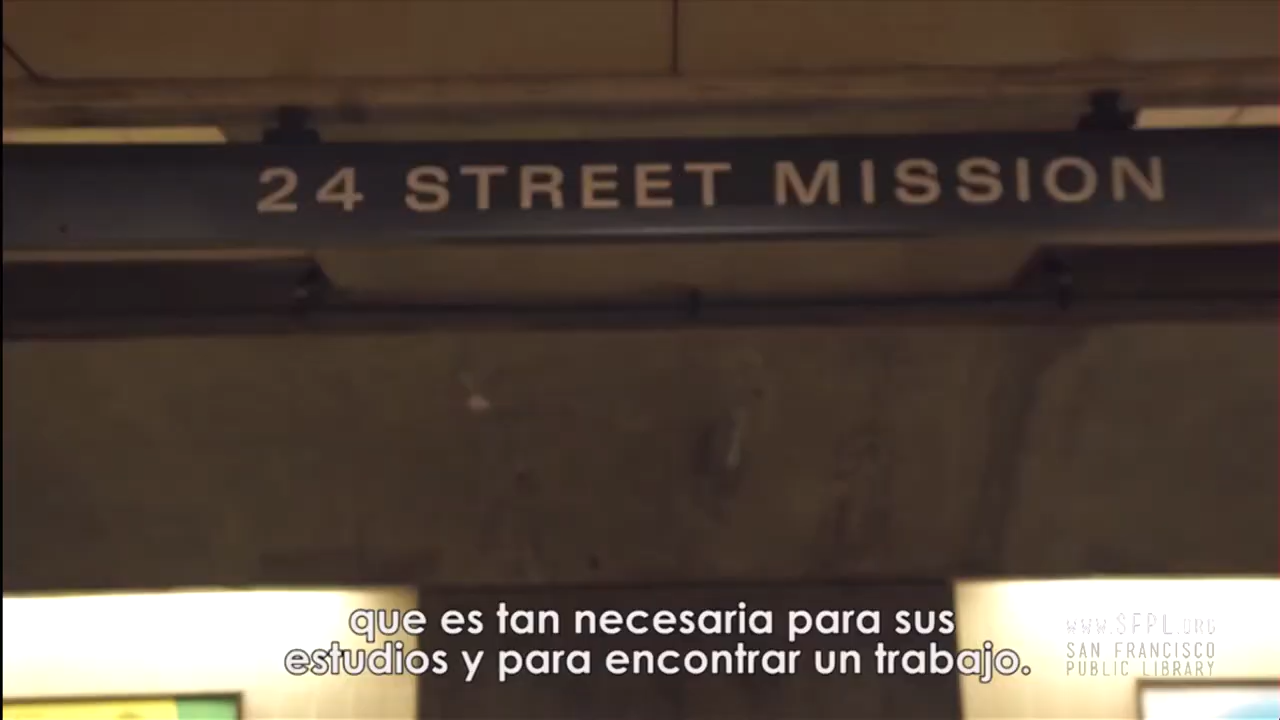 24 STREET MISSION
que es tan necesaria para sus
estudios y para encontrar un trabajo.
WWW.SFPL.ORG
SAN FRANCISCO
PUBLIC LIBRARY